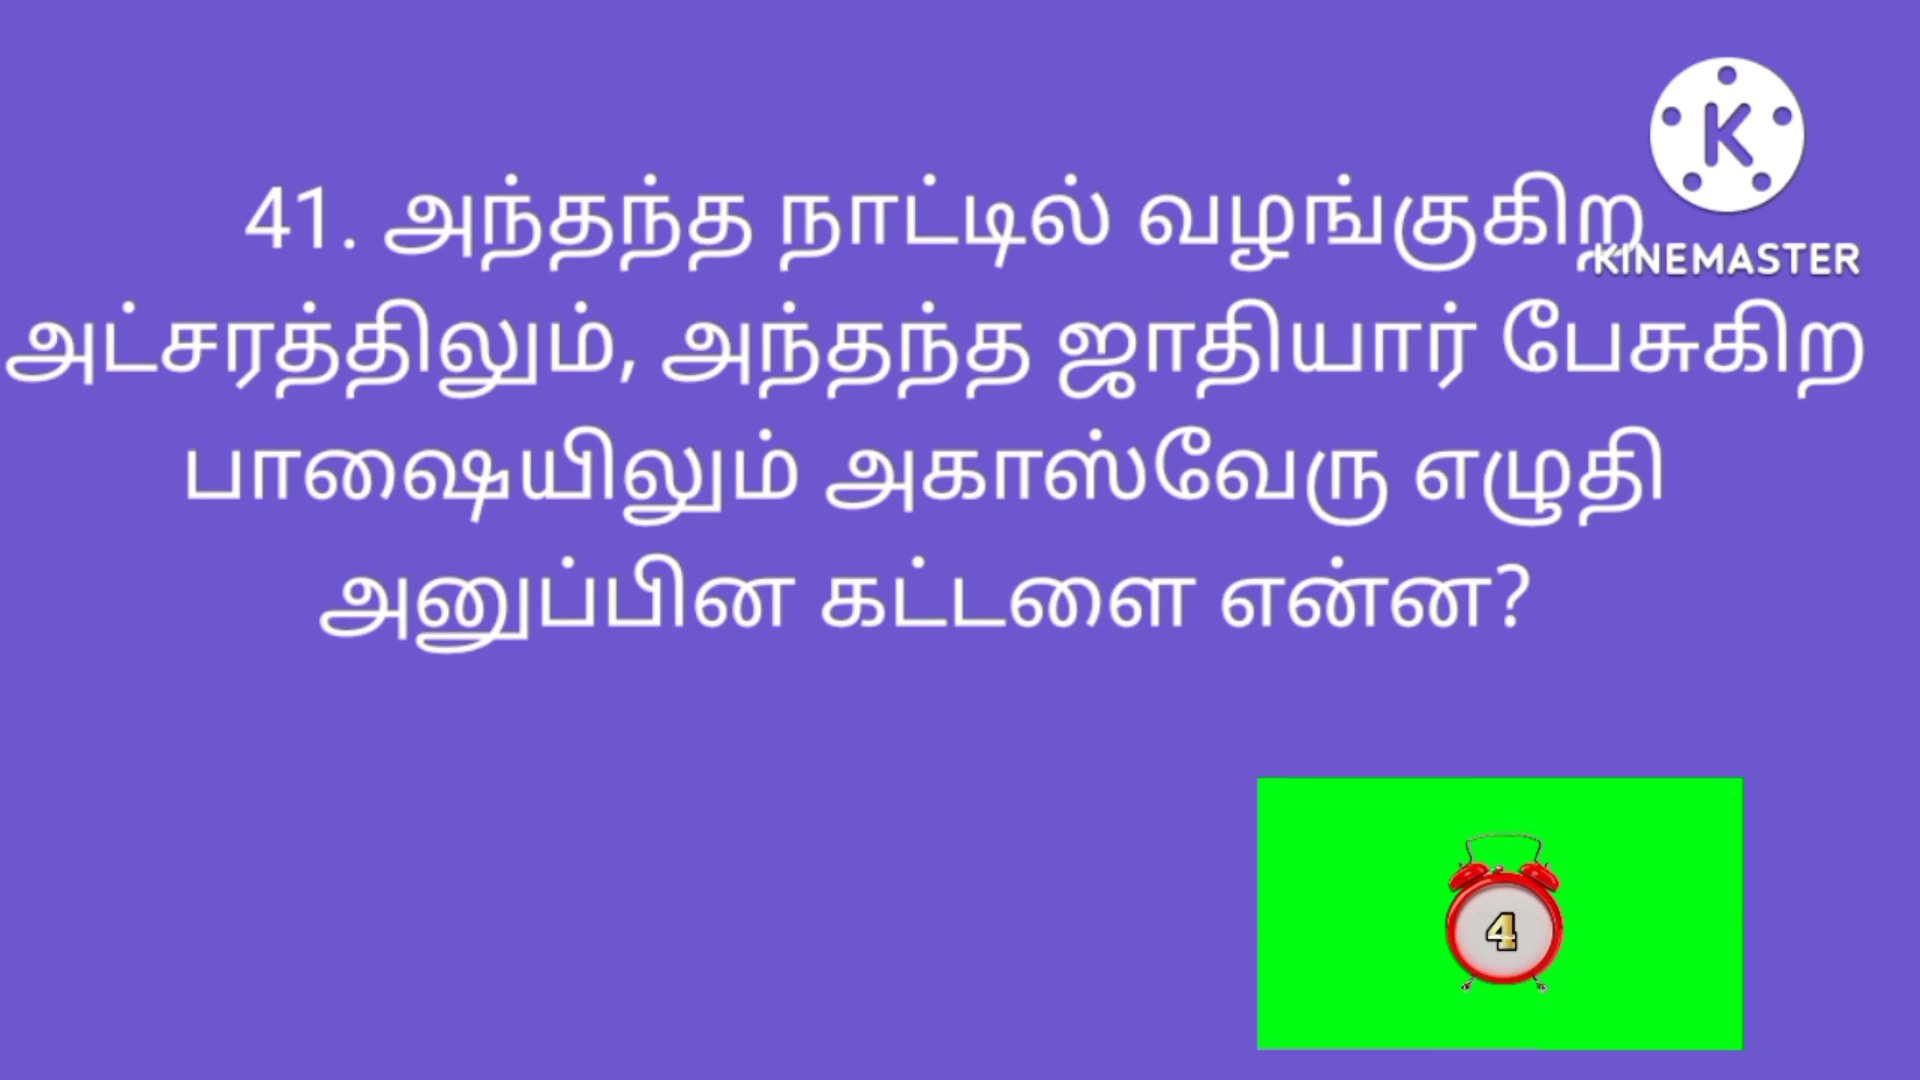 41. அந்தந்த நாட்டில் வழங்குகிற
KINEMASTER
அட்சரத்திலும், அந்தந்த ஜாதியார் பேசுகிற
பாஷையிலும் அகாஸ்வேரு எழுதி
அனுப்பின கட்டளை என்ன?
4